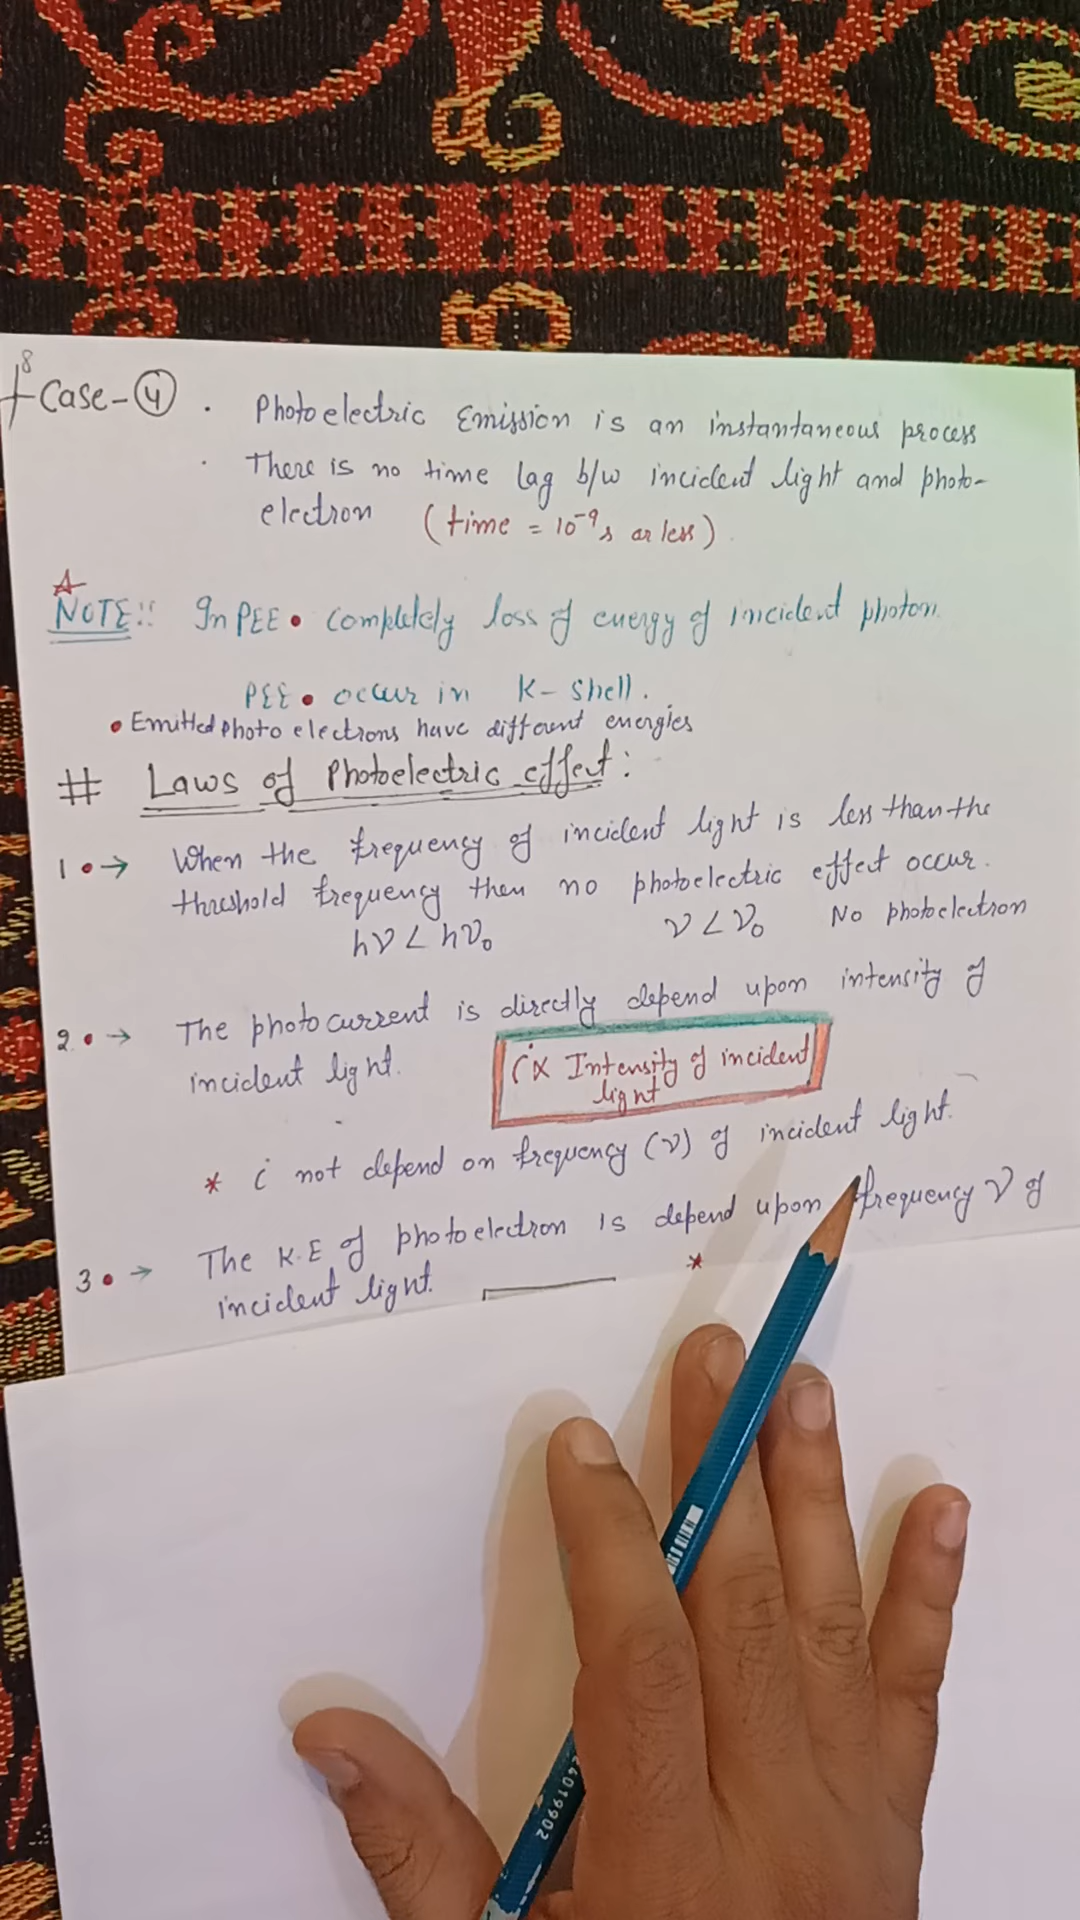 8
Case-4 . Photoelectric Emission is an instantaneous process
. There is no time lag b/w incident light and photo-
electron (time = 10⁻⁹s or less).
NOTE!! In PEE • completely loss of energy of incident photon.
PEE • occur in K-shell.
• Emitted photo electrons have different energies
# Laws of Photoelectric effect:
1 •→ When the frequency of incident light is less than the
threshold frequency then no photoelectric effect occur.
hν < hν₀ ν < ν₀ No photoelectron
2 •→ The photocurrent is directly depend upon intensity of
incident light. i ∝ Intensity of incident
light
* i not depend on frequency (ν) of incident light.
3 •→ The K.E of photoelectron is depend upon frequency ν of
incident light. *
24019902